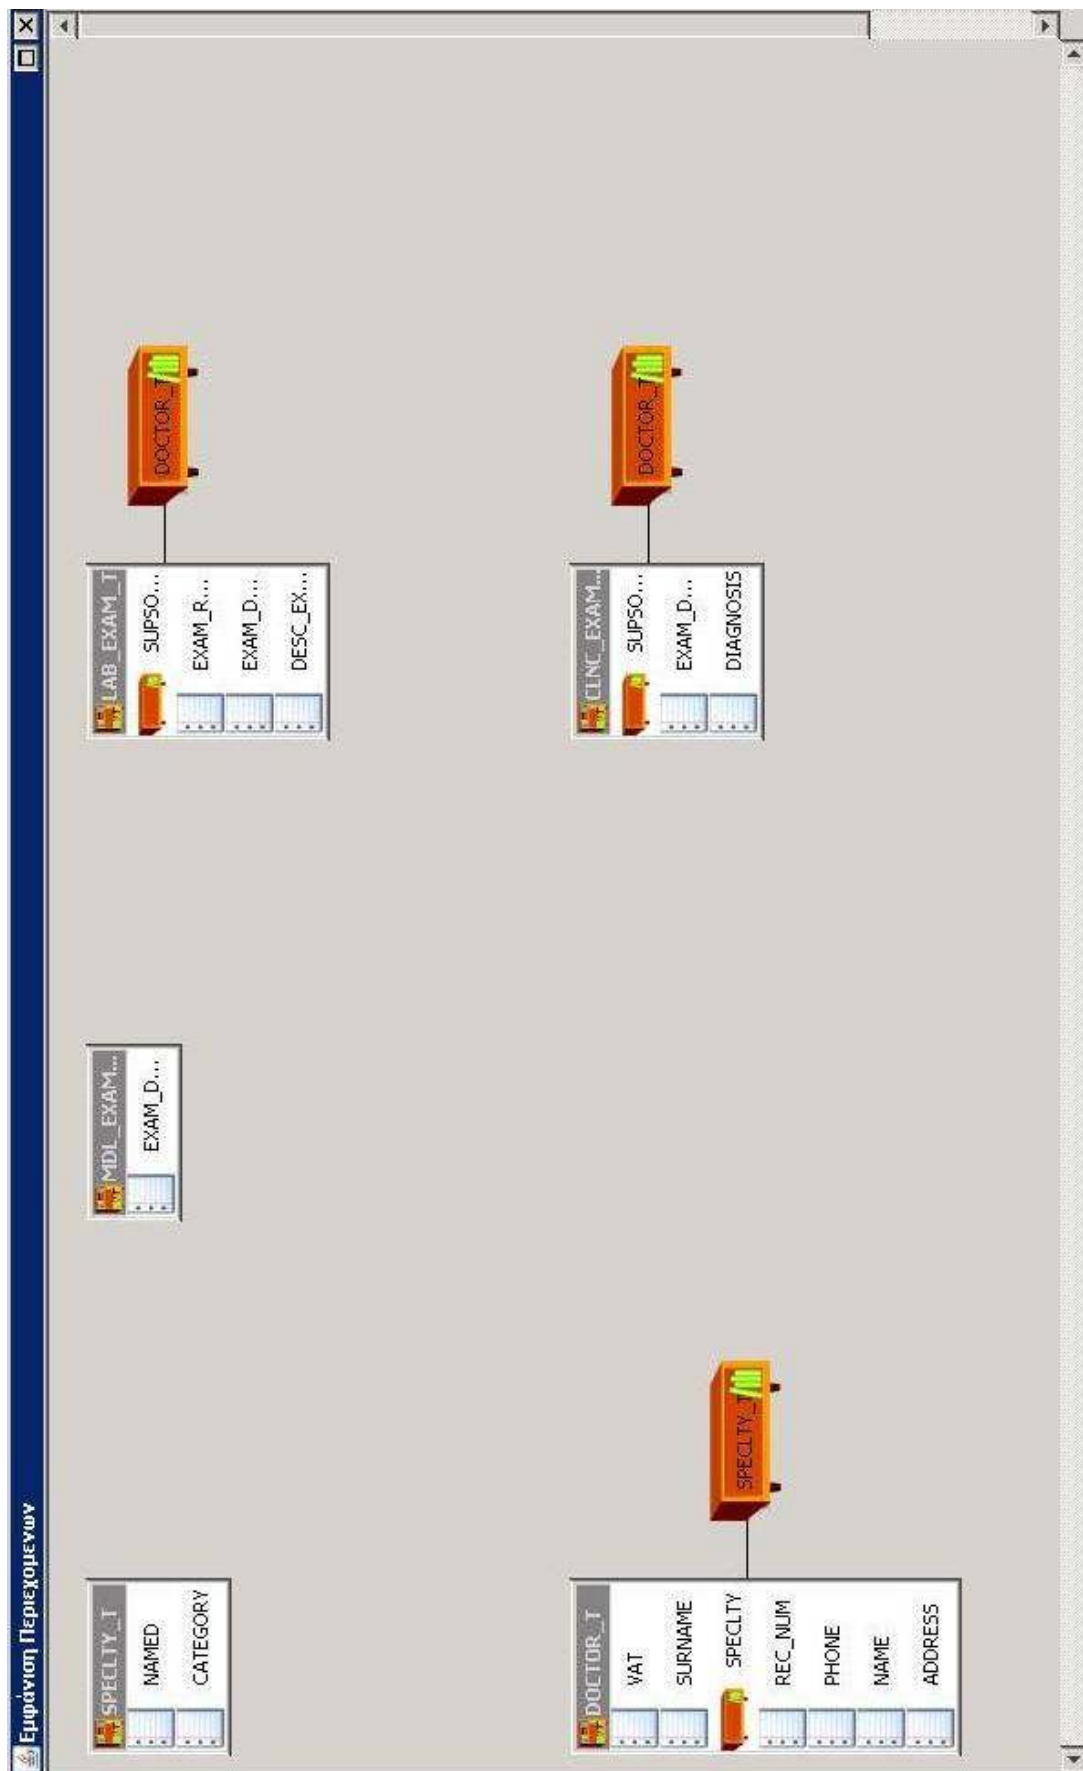 Εμφάνιση Περιεχομενων
SPECLTY_T
NAMED
CATEGORY
MDL_EXAM...
EXAM_D...
LAB_EXAM_T
SUPSO...
EXAM_R...
EXAM_D...
DESC_EX...
DOCTOR_T
DOCTOR_T
VAT
SURNAME
SPECLTY
REC_NUM
PHONE
NAME
ADDRESS
SPECLTY_T
CLNC_EXAM...
SUPSO...
EXAM_D...
DIAGNOSIS
DOCTOR_T